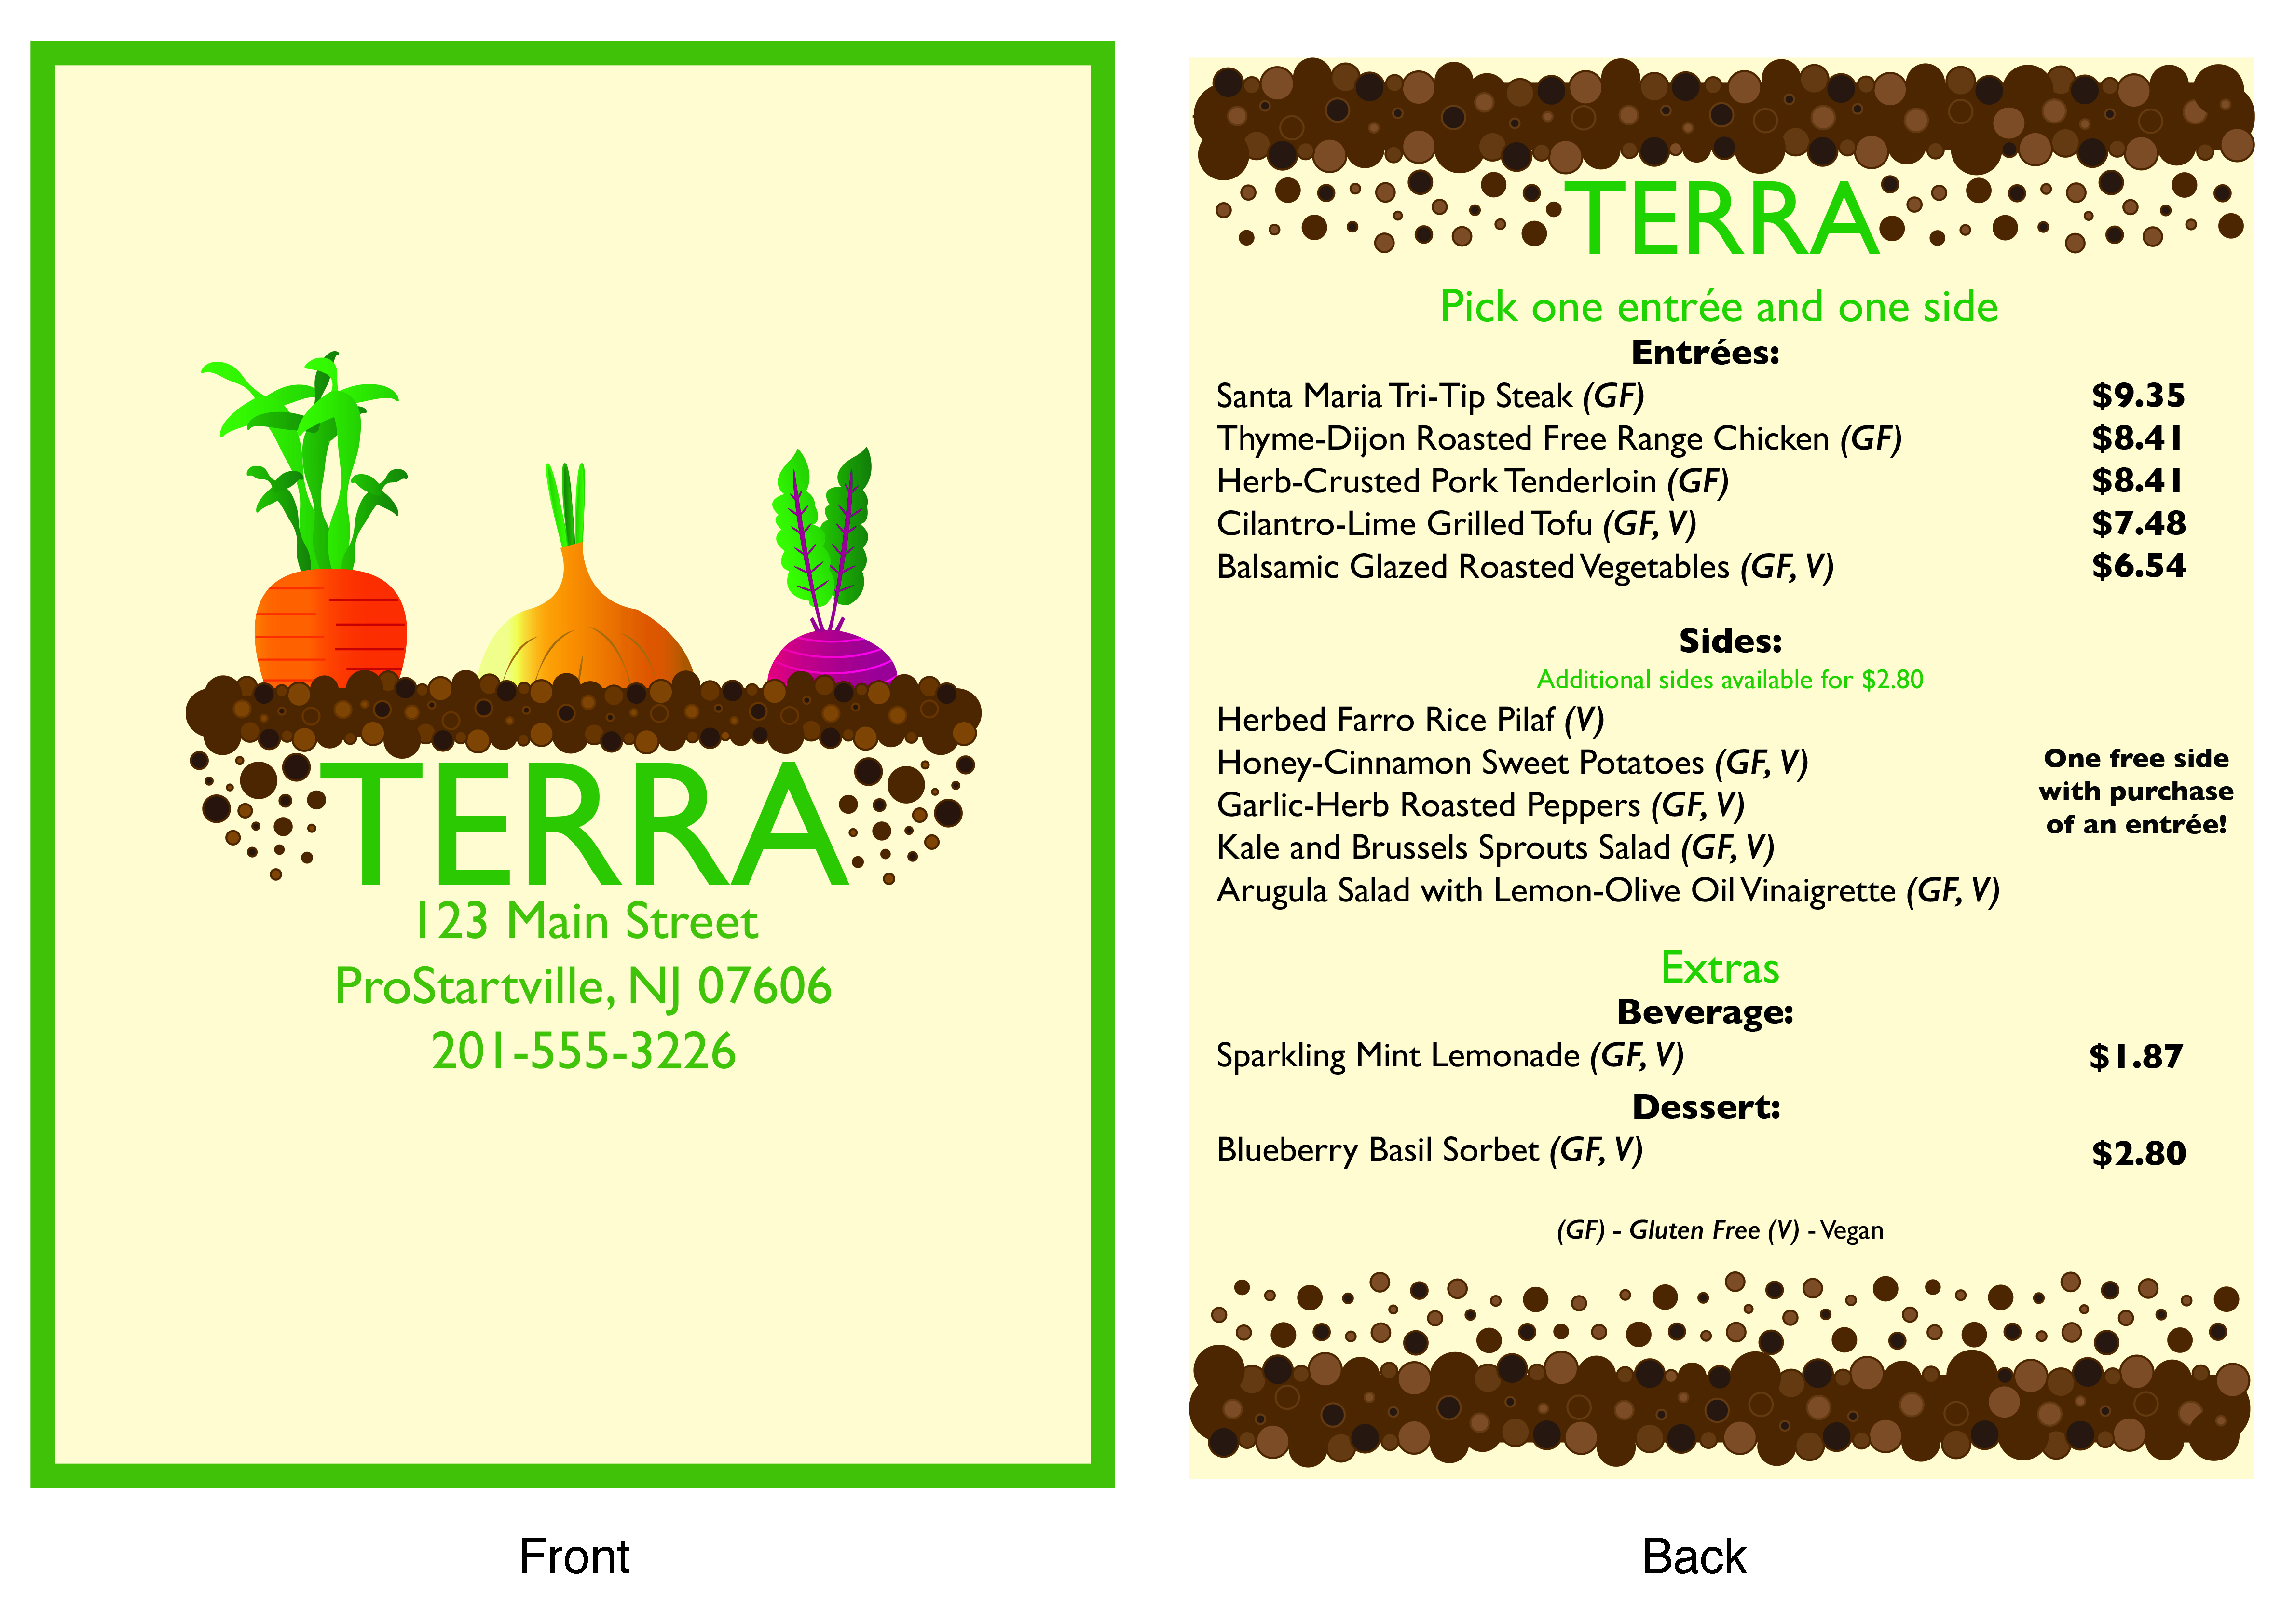 TERRA
123 Main Street
ProStartville, NJ 07606
201-555-3226
Front
TERRA
Pick one entrée and one side
Entrées:
Santa Maria Tri-Tip Steak (GF) $9.35
Thyme-Dijon Roasted Free Range Chicken (GF) $8.41
Herb-Crusted Pork Tenderloin (GF) $8.41
Cilantro-Lime Grilled Tofu (GF, V) $7.48
Balsamic Glazed Roasted Vegetables (GF, V) $6.54
Sides:
Additional sides available for $2.80
Herbed Farro Rice Pilaf (V)
Honey-Cinnamon Sweet Potatoes (GF, V)
Garlic-Herb Roasted Peppers (GF, V)
Kale and Brussels Sprouts Salad (GF, V)
Arugula Salad with Lemon-Olive Oil Vinaigrette (GF, V)
One free side
with purchase
of an entrée!
Extras
Beverage:
Sparkling Mint Lemonade (GF, V) $1.87
Dessert:
Blueberry Basil Sorbet (GF, V) $2.80
(GF) - Gluten Free (V) - Vegan
Back